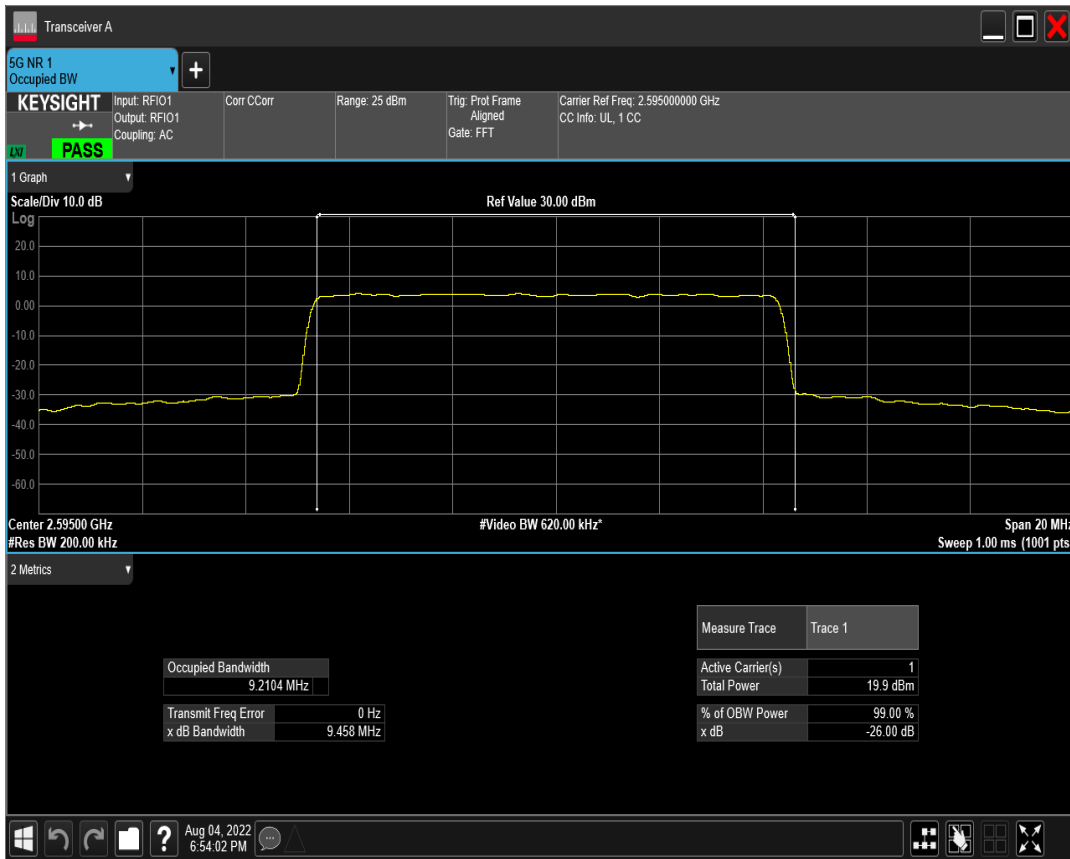 Transceiver A
5G NR 1
Occupied BW
+
KEYSIGHT
LXI
PASS
Input: RFIO1
Output: RFIO1
Coupling: AC
Corr CCorr
Range: 25 dBm
Trig: Prot Frame
Aligned
Gate: FFT
Carrier Ref Freq: 2.595000000 GHz
CC Info: UL, 1 CC
1 Graph
Scale/Div 10.0 dB
Ref Value 30.00 dBm
Log
20.0
10.0
0.00
-10.0
-20.0
-30.0
-40.0
-50.0
-60.0
Center 2.59500 GHz
#Video BW 620.00 kHz*
Span 20 MHz
#Res BW 200.00 kHz
Sweep 1.00 ms (1001 pts
2 Metrics
Measure Trace Trace 1
Occupied Bandwidth
9.2104 MHz
Active Carrier(s) 1
Total Power 19.9 dBm
Transmit Freq Error 0 Hz
x dB Bandwidth 9.458 MHz
% of OBW Power 99.00 %
x dB -26.00 dB
?
Aug 04, 2022
6:54:02 PM